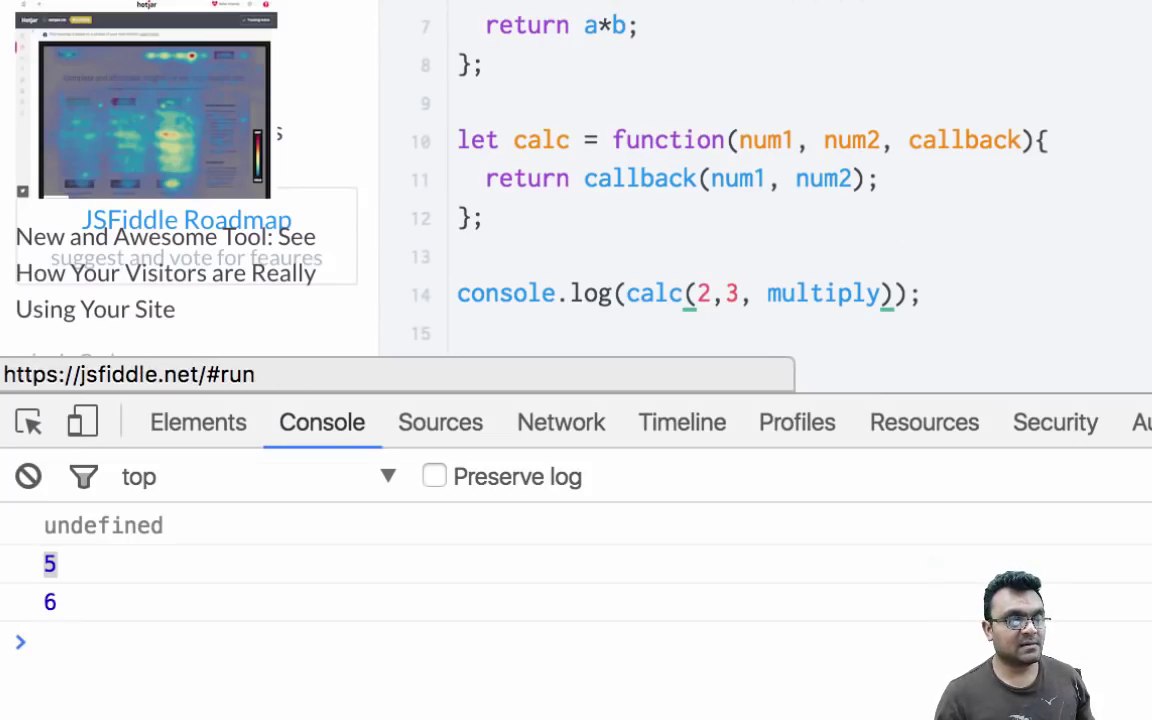 hotjar
7 return a*b;
8 };
9
10 let calc = function(num1, num2, callback){
11 return callback(num1, num2);
12 };
13
14 console.log(calc(2,3, multiply));
15
s
JSFiddle Roadmap
suggest and vote for feaures
New and Awesome Tool: See
How Your Visitors are Really
Using Your Site
https://jsfiddle.net/#run
Elements Console Sources Network Timeline Profiles Resources Security Au
top Preserve log
undefined
5
6